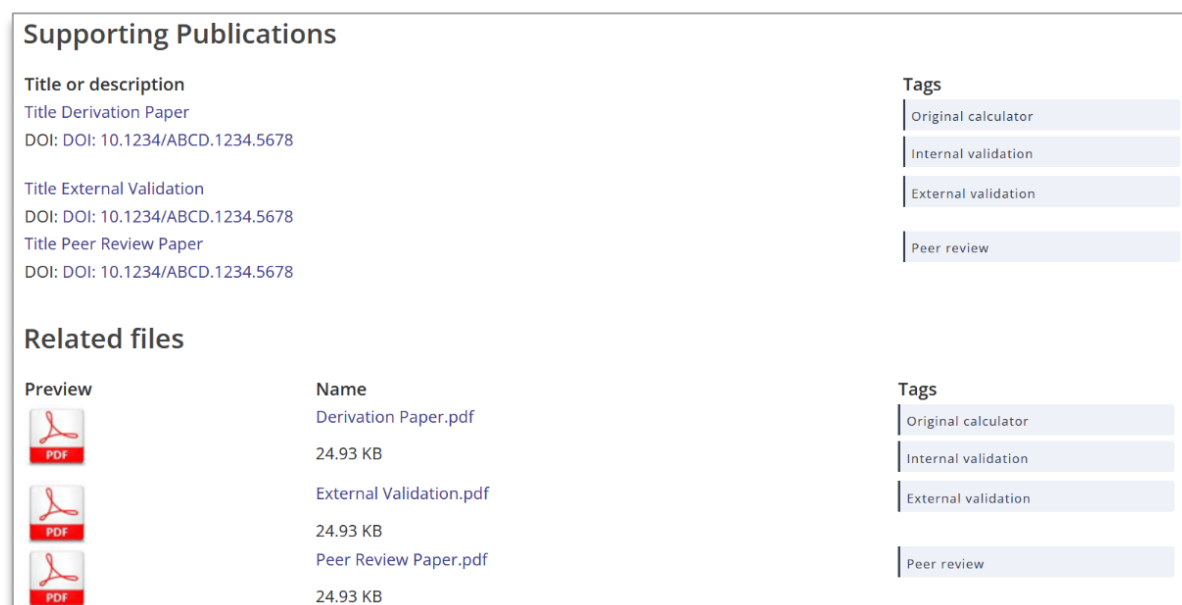 Supporting Publications
Title or description Tags
Title Derivation Paper Original calculator
DOI: DOI: 10.1234/ABCD.1234.5678
Internal validation
Title External Validation External validation
DOI: DOI: 10.1234/ABCD.1234.5678
Title Peer Review Paper Peer review
DOI: DOI: 10.1234/ABCD.1234.5678
Related files
Preview Name Tags
Derivation Paper.pdf Original calculator
PDF 24.93 KB Internal validation
External Validation.pdf External validation
PDF 24.93 KB
Peer Review Paper.pdf Peer review
PDF 24.93 KB